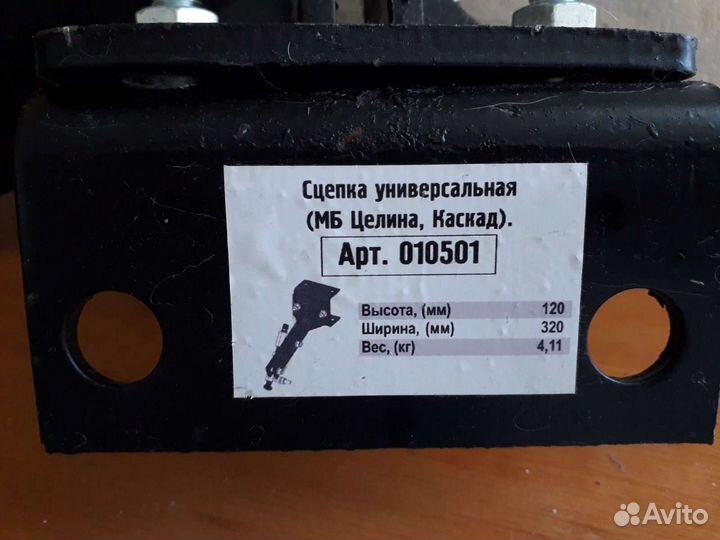 Сцепка универсальная
(МБ Целина, Каскад).
Арт. 010501
Высота, (мм) 120
Ширина, (мм) 320
Вес, (кг) 4,11
Avito